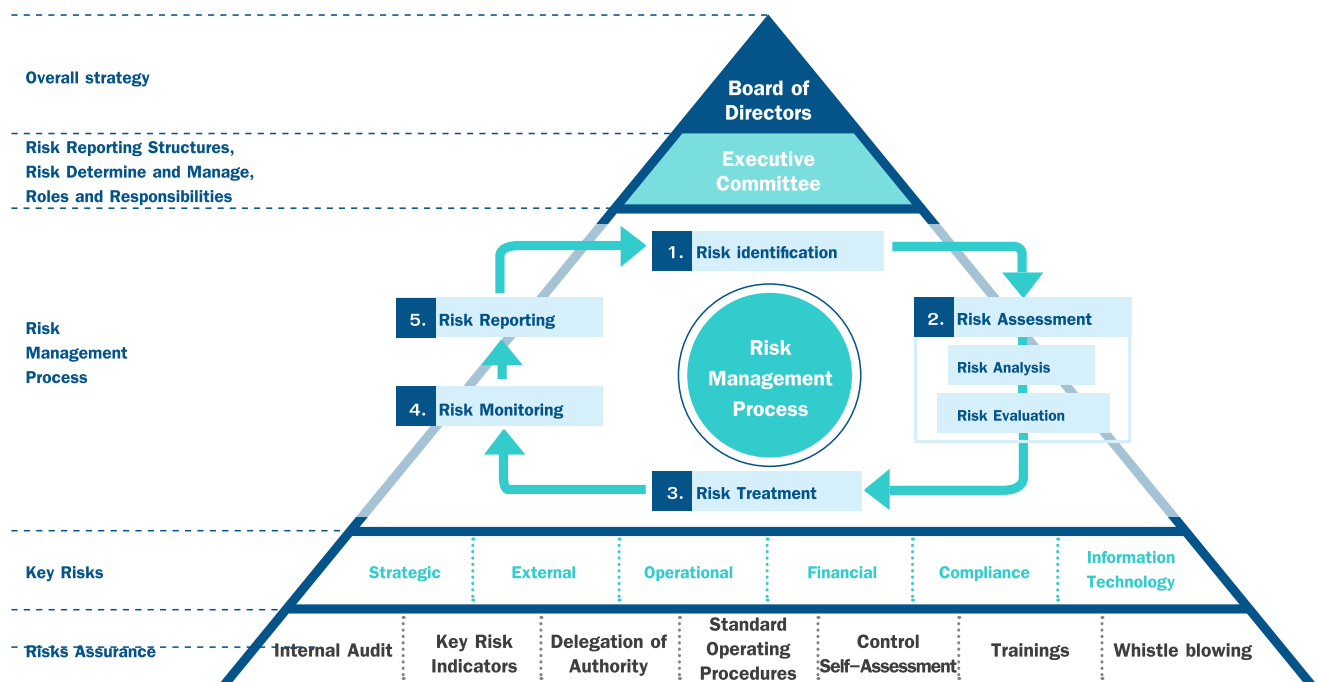 Overall strategy
Board of
Directors
Risk Reporting Structures,
Risk Determine and Manage,
Roles and Responsibilities
Executive
Committee
Risk
Management
Process
1. Risk identification
2. Risk Assessment
Risk Analysis
Risk Evaluation
3. Risk Treatment
4. Risk Monitoring
5. Risk Reporting
Risk
Management
Process
Key Risks
Strategic
External
Operational
Financial
Compliance
Information
Technology
Risks Assurance
Internal Audit
Key Risk
Indicators
Delegation of
Authority
Standard
Operating
Procedures
Control
Self-Assessment
Trainings
Whistle blowing